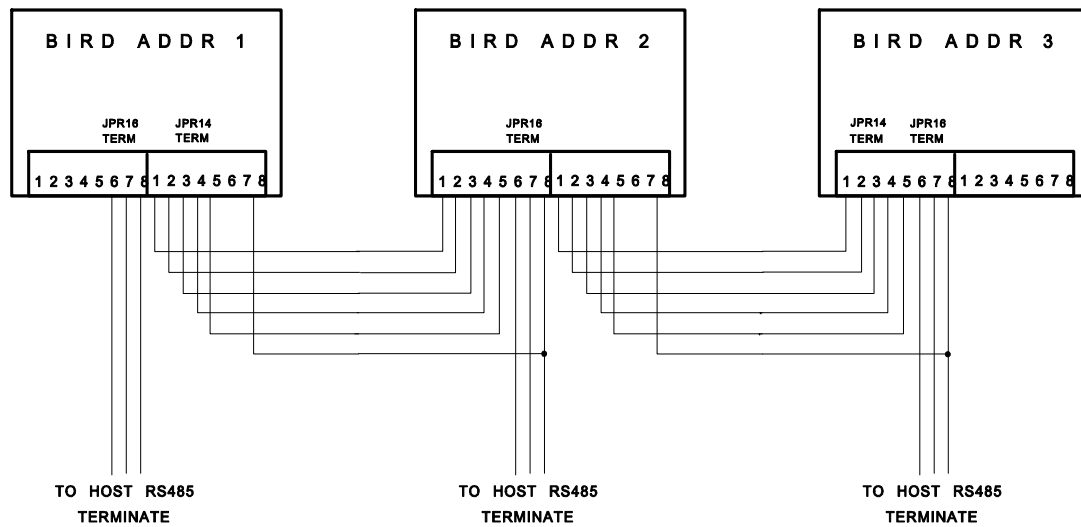 BIRD ADDR 1
JPR16
TERM
JPR14
TERM
1 2 3 4 5 6 7 8 1 2 3 4 5 6 7 8
BIRD ADDR 2
JPR16
TERM
1 2 3 4 5 6 7 8 1 2 3 4 5 6 7 8
BIRD ADDR 3
JPR14
TERM
JPR16
TERM
1 2 3 4 5 6 7 8 1 2 3 4 5 6 7 8
TO HOST RS485
TERMINATE
TO HOST RS485
TERMINATE
TO HOST RS485
TERMINATE